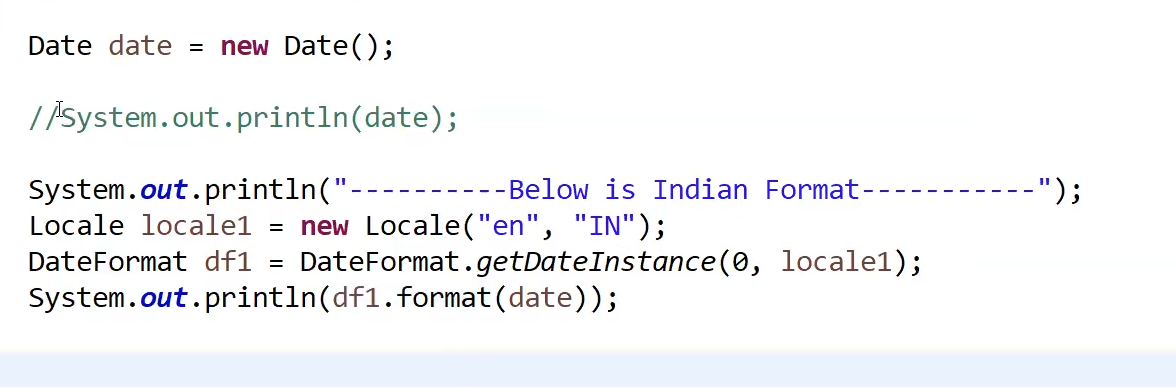 Date date = new Date();
//System.out.println(date);
System.out.println("----------Below is Indian Format-----------");
Locale locale1 = new Locale("en", "IN");
DateFormat df1 = DateFormat.getDateInstance(0, locale1);
System.out.println(df1.format(date));